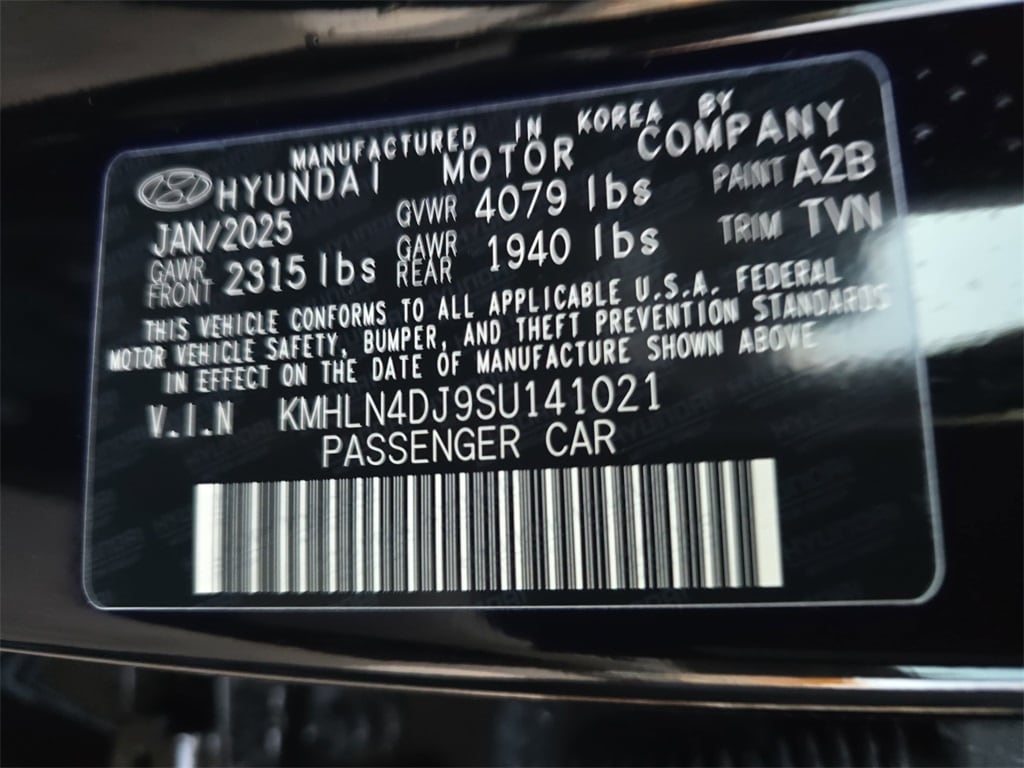 MANUFACTURED IN KOREA BY
HYUNDAI MOTOR COMPANY
JAN/2025 GVWR 4079 lbs PAINT A2B
GAWR FRONT 2315 lbs GAWR REAR 1940 lbs TRIM TVN
THIS VEHICLE CONFORMS TO ALL APPLICABLE U.S.A. FEDERAL
MOTOR VEHICLE SAFETY, BUMPER, AND THEFT PREVENTION STANDARDS
IN EFFECT ON THE DATE OF MANUFACTURE SHOWN ABOVE
V.I.N KMHLN4DJ9SU141021
PASSENGER CAR